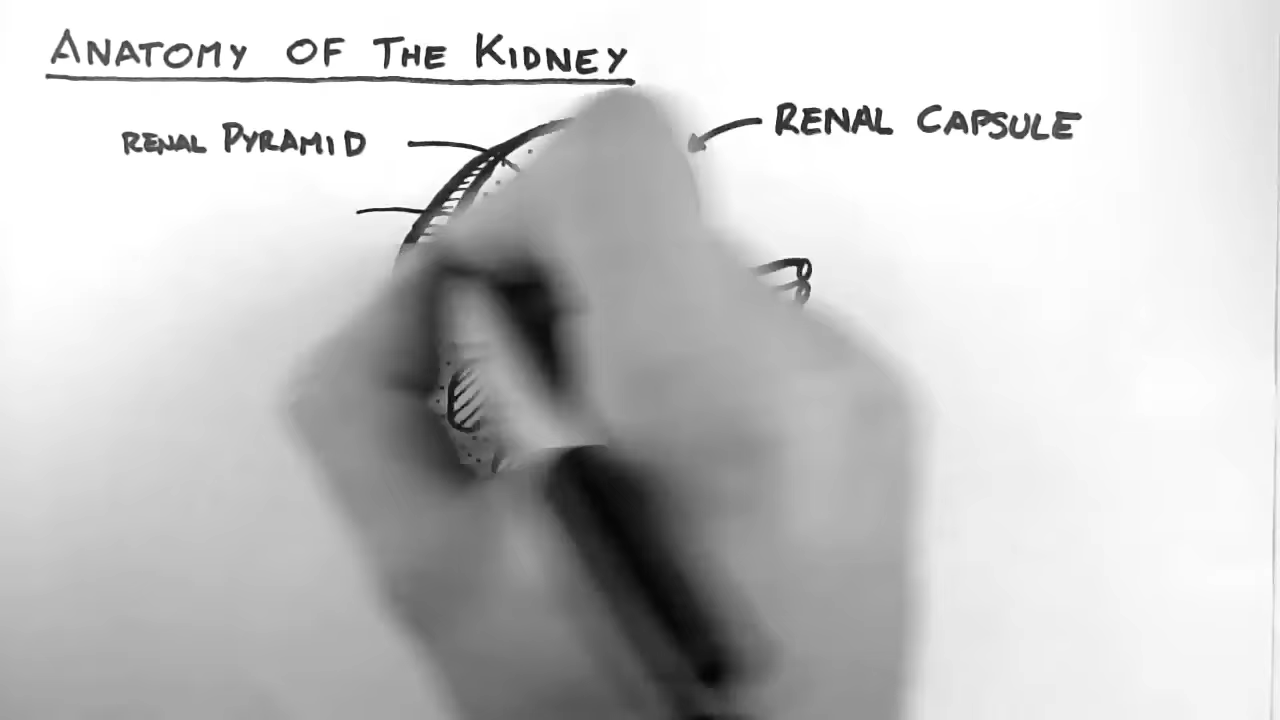 ANATOMY OF THE KIDNEY
RENAL CAPSULE
RENAL PYRAMID